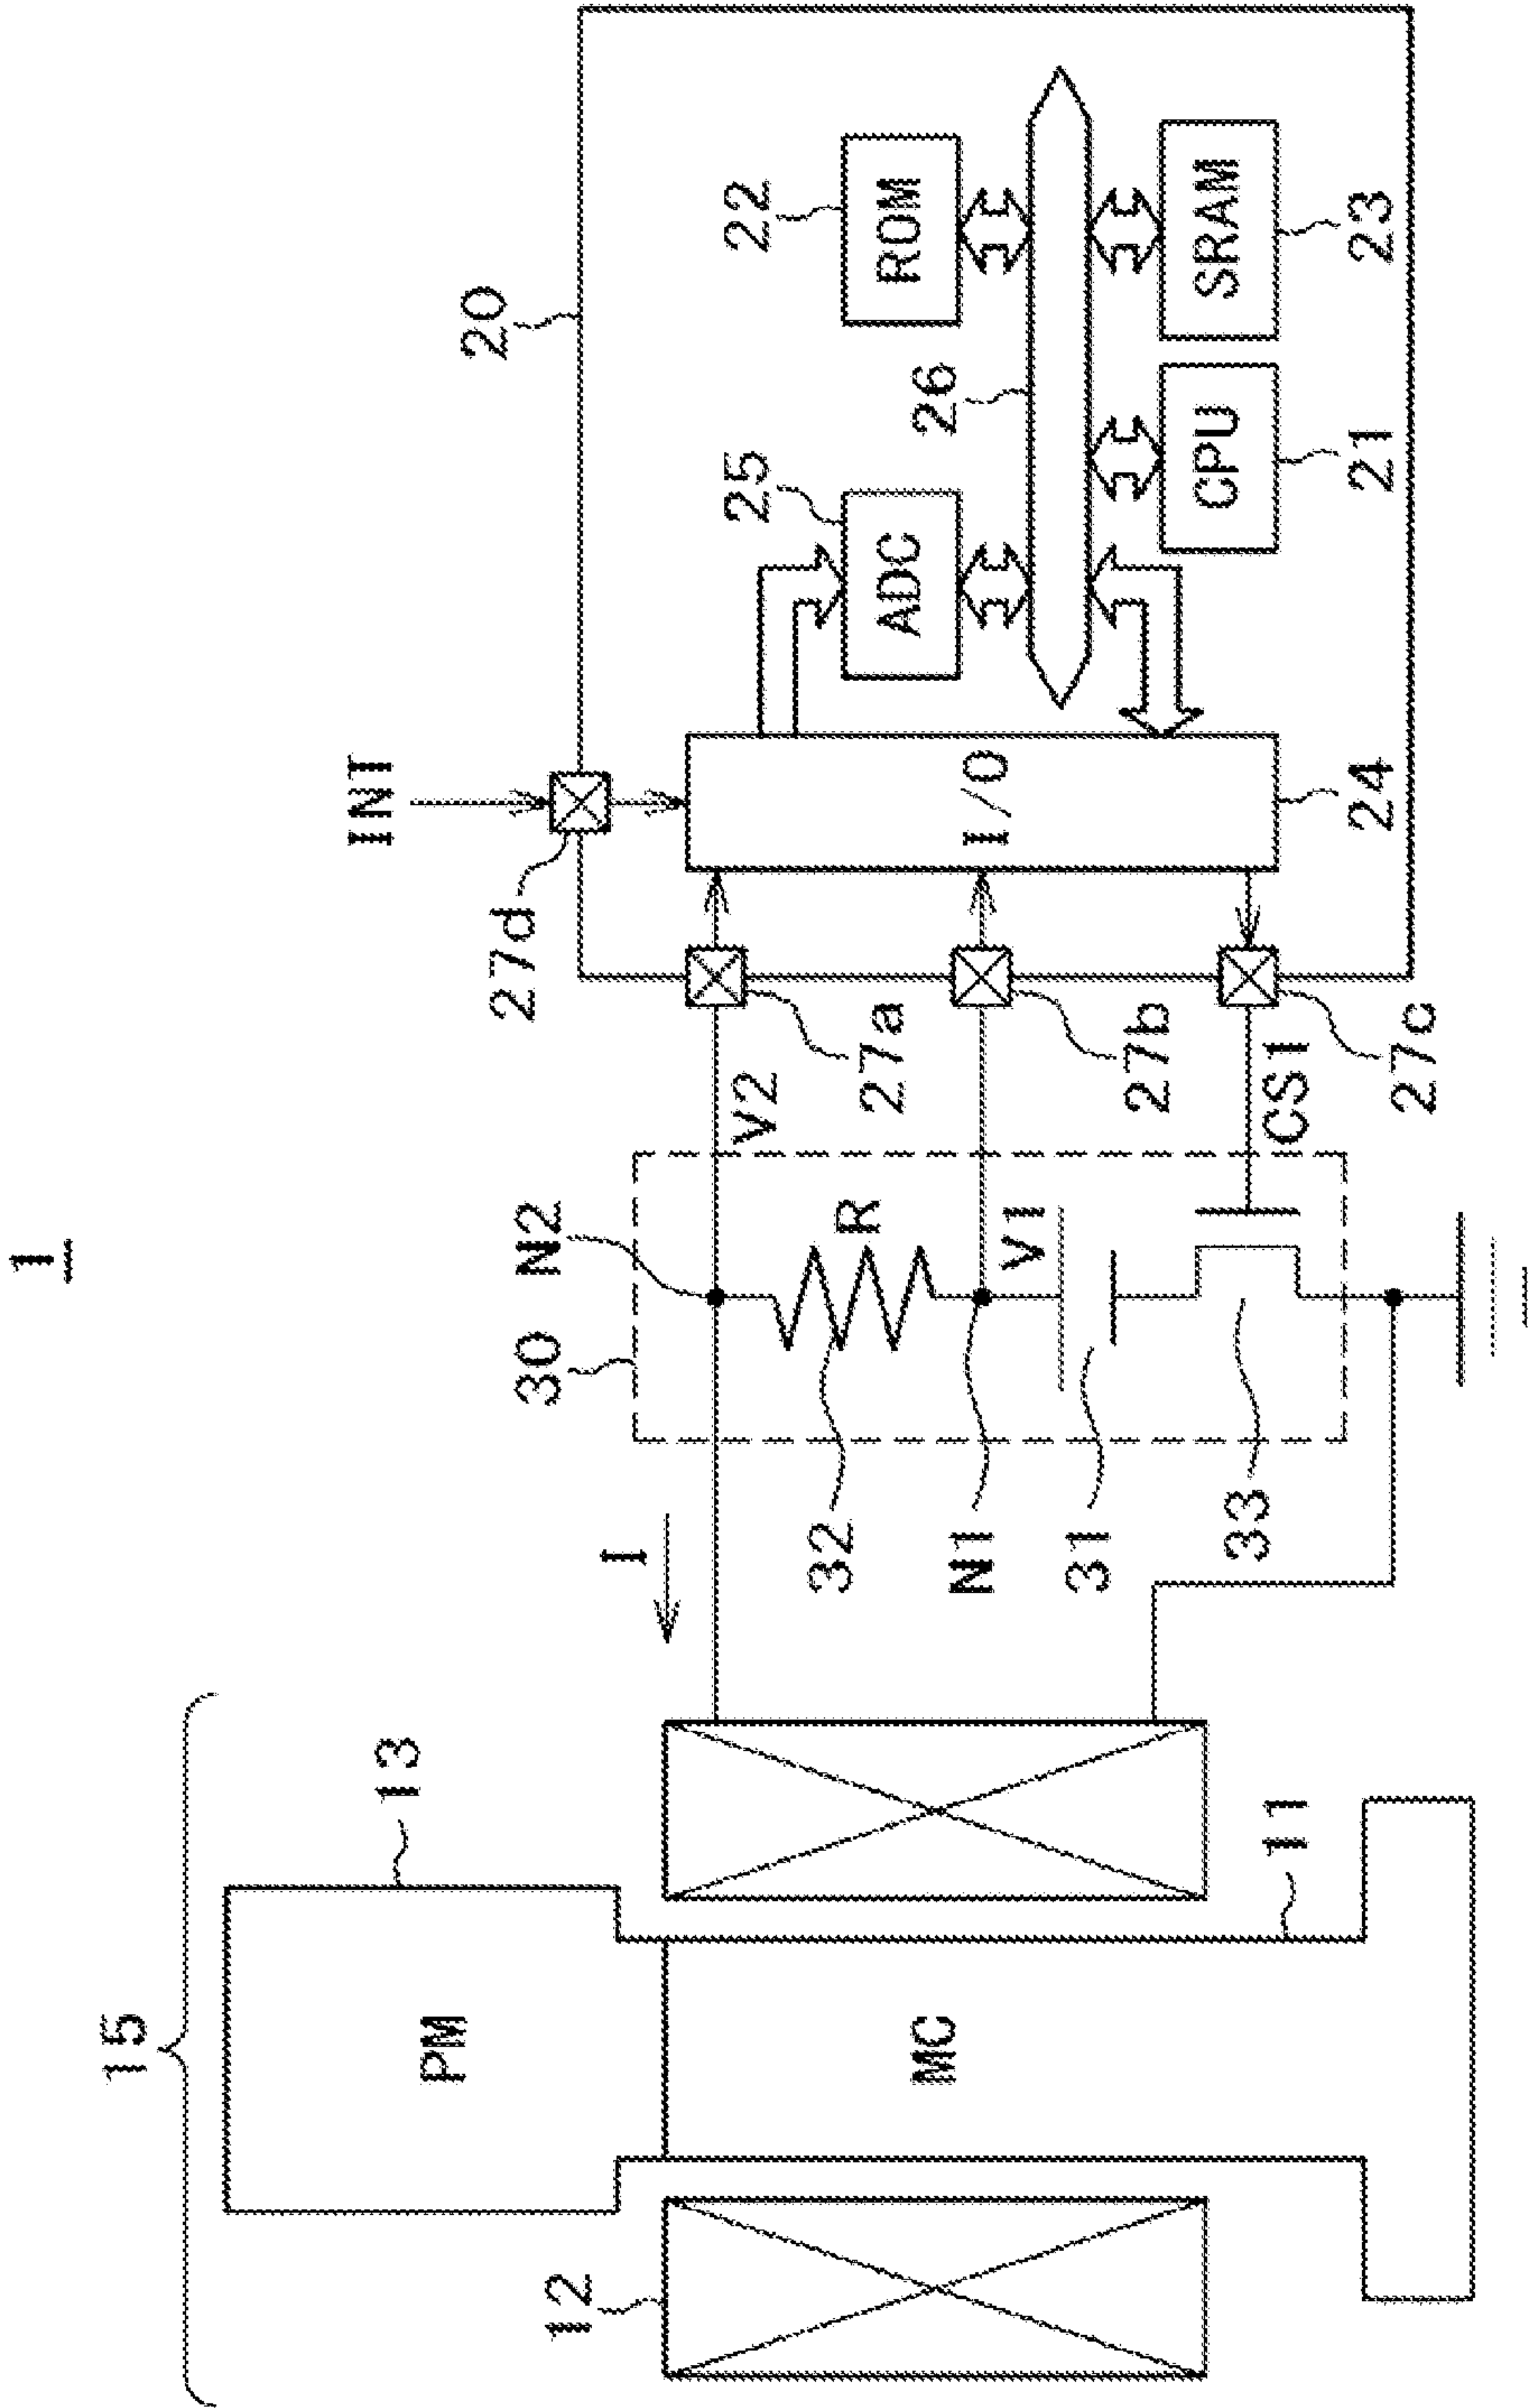 1
15
PM
13
MC
11
12
I
30
N2
V2
R
32
N1
V1
31
33
CS1
27a
27b
27c
27d
INT
20
I/O
24
ADC
25
26
ROM
22
CPU
21
SRAM
23